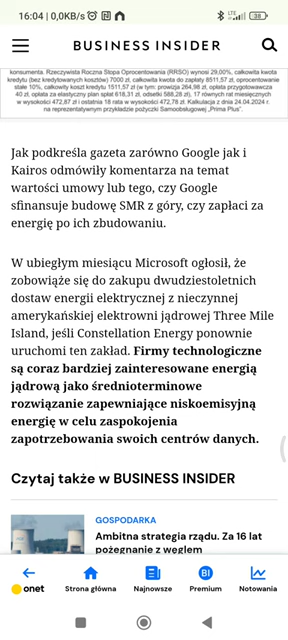 16:04 | 0,0KB/s
LTE
38
BUSINESS INSIDER
konsumenta. Rzeczywista Roczna Stopa Oprocentowania (RRSO) wynosi 29,00%, całkowita kwota
kredytu (bez kredytowanych kosztów) 7000 zł, całkowita kwota do zapłaty 8511,57 zł, oprocentowanie
stałe 10%, całkowity koszt kredytu 1511,57 zł (w tym: prowizja 264,98 zł, opłata przygotowawcza
40 zł, opłata za elastyczny plan spłat 618,31 zł, odsetki 588,28 zł), 17 równych rat miesięcznych
w wysokości 472,87 zł i ostatnia 18 rata w wysokości 472,78 zł. Kalkulacja z dnia 24.04.2024 r.
na reprezentatywnym przykładzie pożyczki Samoobsługowej „Prima Plus".
Jak podkreśla gazeta zarówno Google jak i
Kairos odmówiły komentarza na temat
wartości umowy lub tego, czy Google
sfinansuje budowę SMR z góry, czy zapłaci za
energię po ich zbudowaniu.
W ubiegłym miesiącu Microsoft ogłosił, że
zobowiąże się do zakupu dwudziestoletnich
dostaw energii elektrycznej z nieczynnej
amerykańskiej elektrowni jądrowej Three Mile
Island, jeśli Constellation Energy ponownie
uruchomi ten zakład. Firmy technologiczne
są coraz bardziej zainteresowane energią
jądrową jako średnioterminowe
rozwiązanie zapewniające niskoemisyjną
energię w celu zaspokojenia
zapotrzebowania swoich centrów danych.
Czytaj także w BUSINESS INSIDER
GOSPODARKA
Ambitna strategia rządu. Za 16 lat
pożegnanie z węglem
onet
Strona główna
Najnowsze
BI
Premium
Notowania